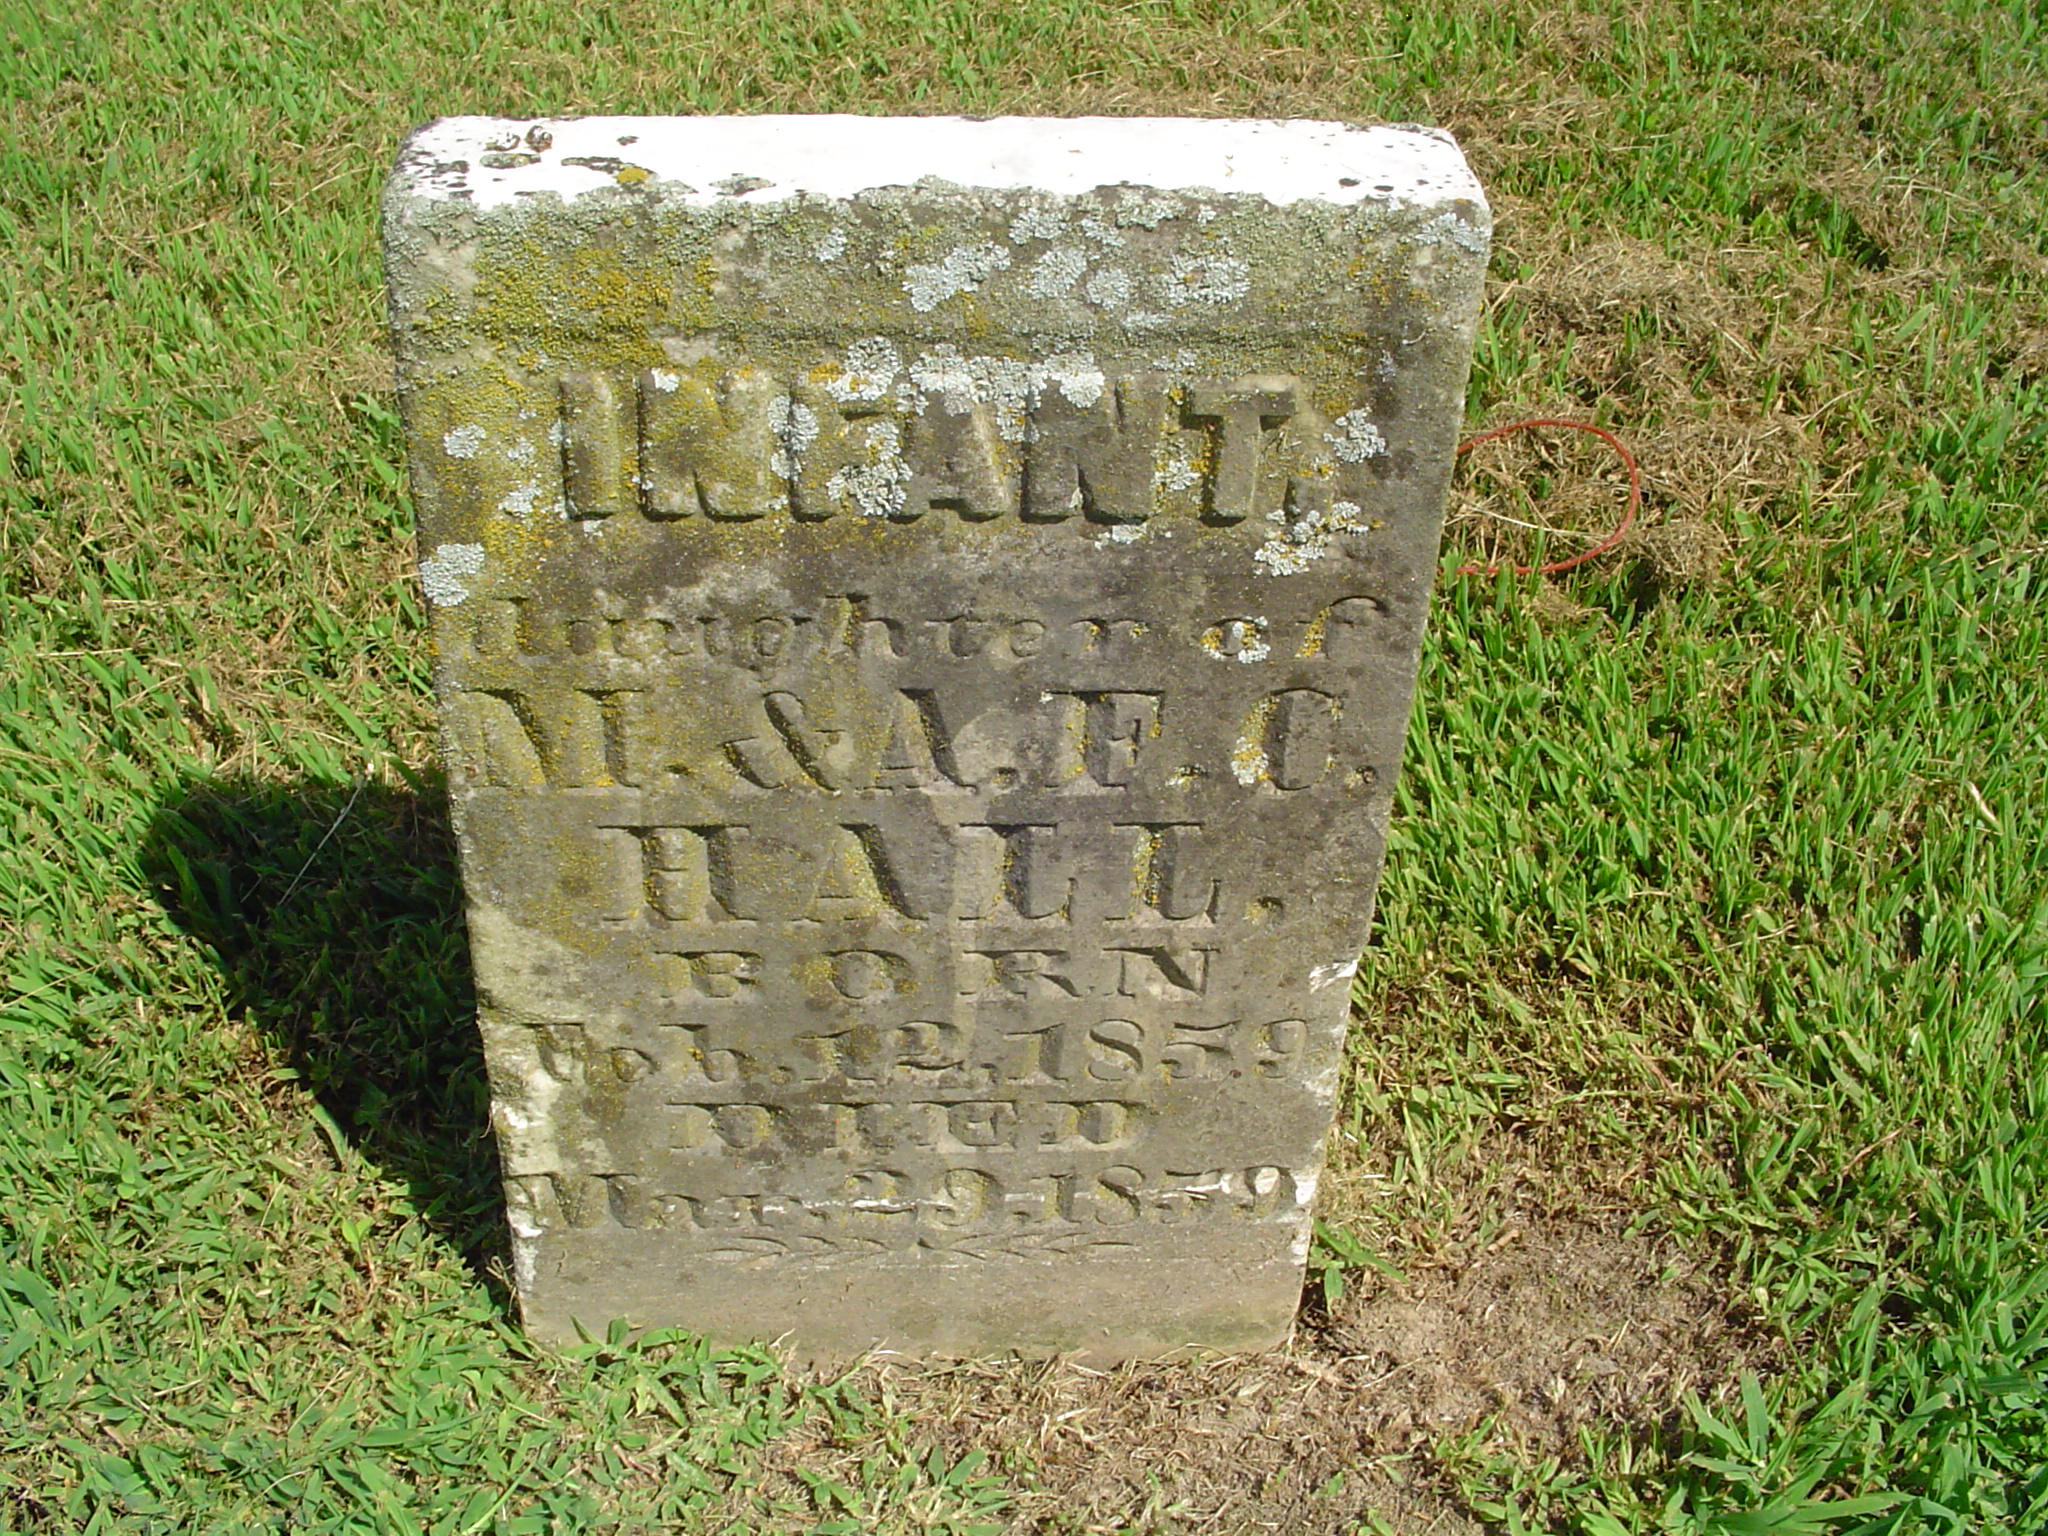 INFANT,
daughter of
M. & A. F. C.
HALL.
BORN
Feb. 12, 1859
DIED
Mar. 29, 1859